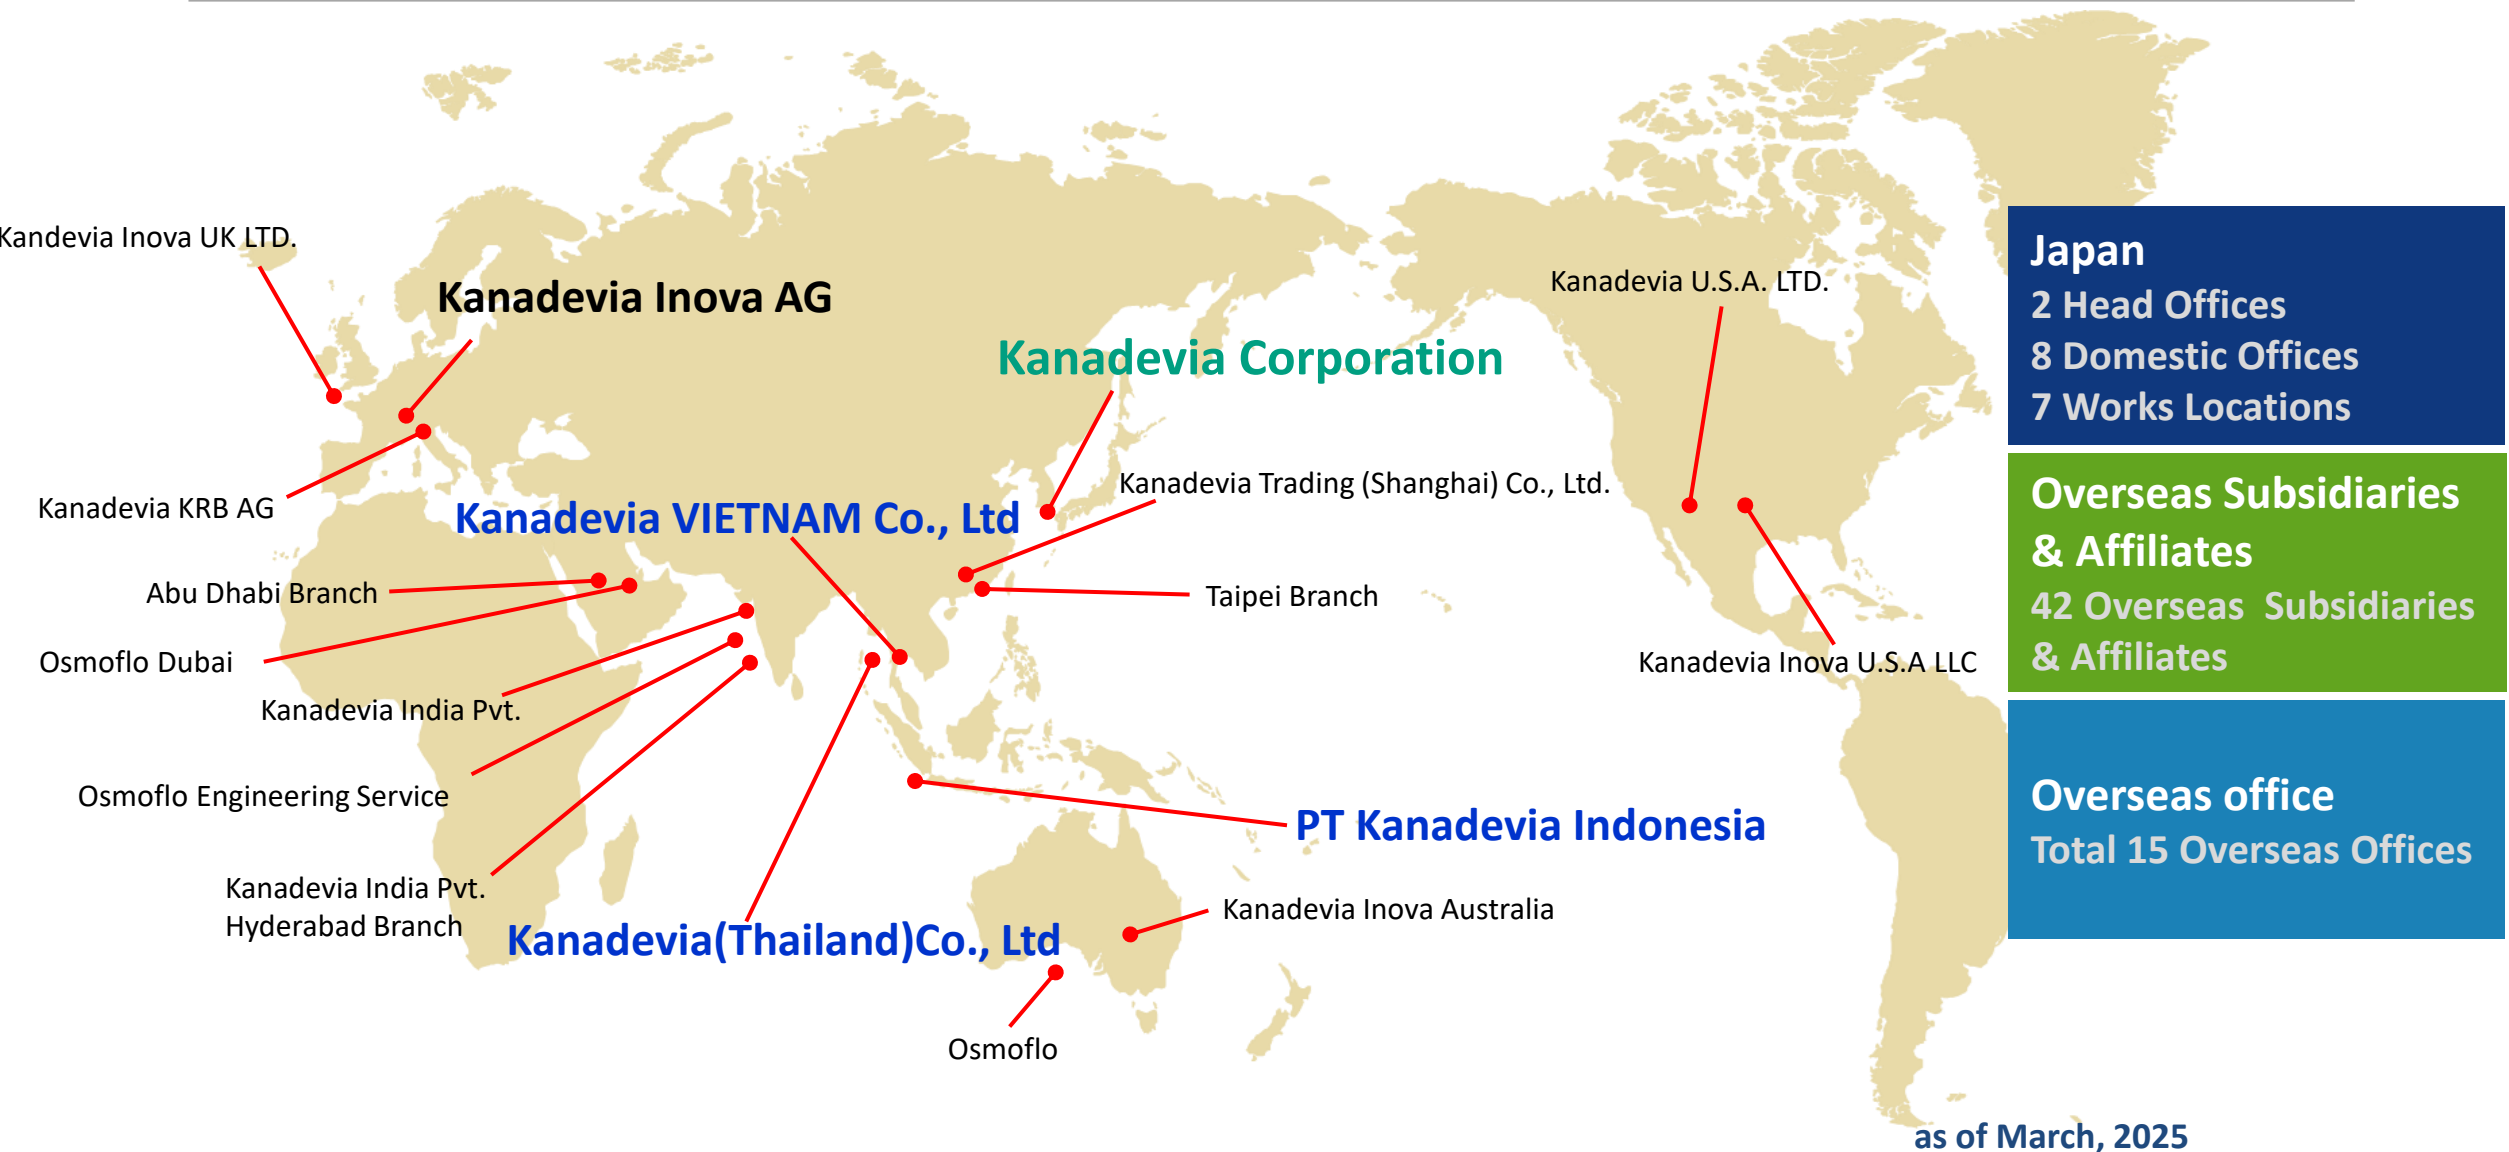 Kandevia Inova UK LTD.
Kanadevia Inova AG
Kanadevia U.S.A. LTD.
Kanadevia Corporation
Kanadevia KRB AG
Kanadevia VIETNAM Co., Ltd
Kanadevia Trading (Shanghai) Co., Ltd.
Abu Dhabi Branch
Taipei Branch
Osmoflo Dubai
Kanadevia Inova U.S.A LLC
Kanadevia India Pvt.
Osmoflo Engineering Service
PT Kanadevia Indonesia
Kanadevia India Pvt.
Hyderabad Branch
Kanadevia(Thailand)Co., Ltd
Kanadevia Inova Australia
Osmoflo
Japan
2 Head Offices
8 Domestic Offices
7 Works Locations
Overseas Subsidiaries
& Affiliates
42 Overseas  Subsidiaries
& Affiliates
Overseas office
Total 15 Overseas Offices
as of March, 2025